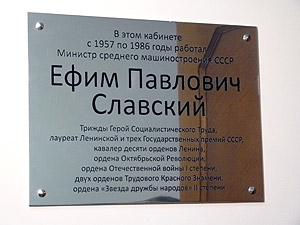 В этом кабинете
с 1957 по 1986 годы работал
Министр среднего машиностроения СССР
Ефим Павлович
Славский
Трижды Герой Социалистического Труда,
лауреат Ленинской и трех Государственных премий СССР,
кавалер десяти орденов Ленина,
ордена Октябрьской Революции,
ордена Отечественной войны I степени,
двух орденов Трудового Красного Знамени,
ордена «Звезда дружбы народов» II степени